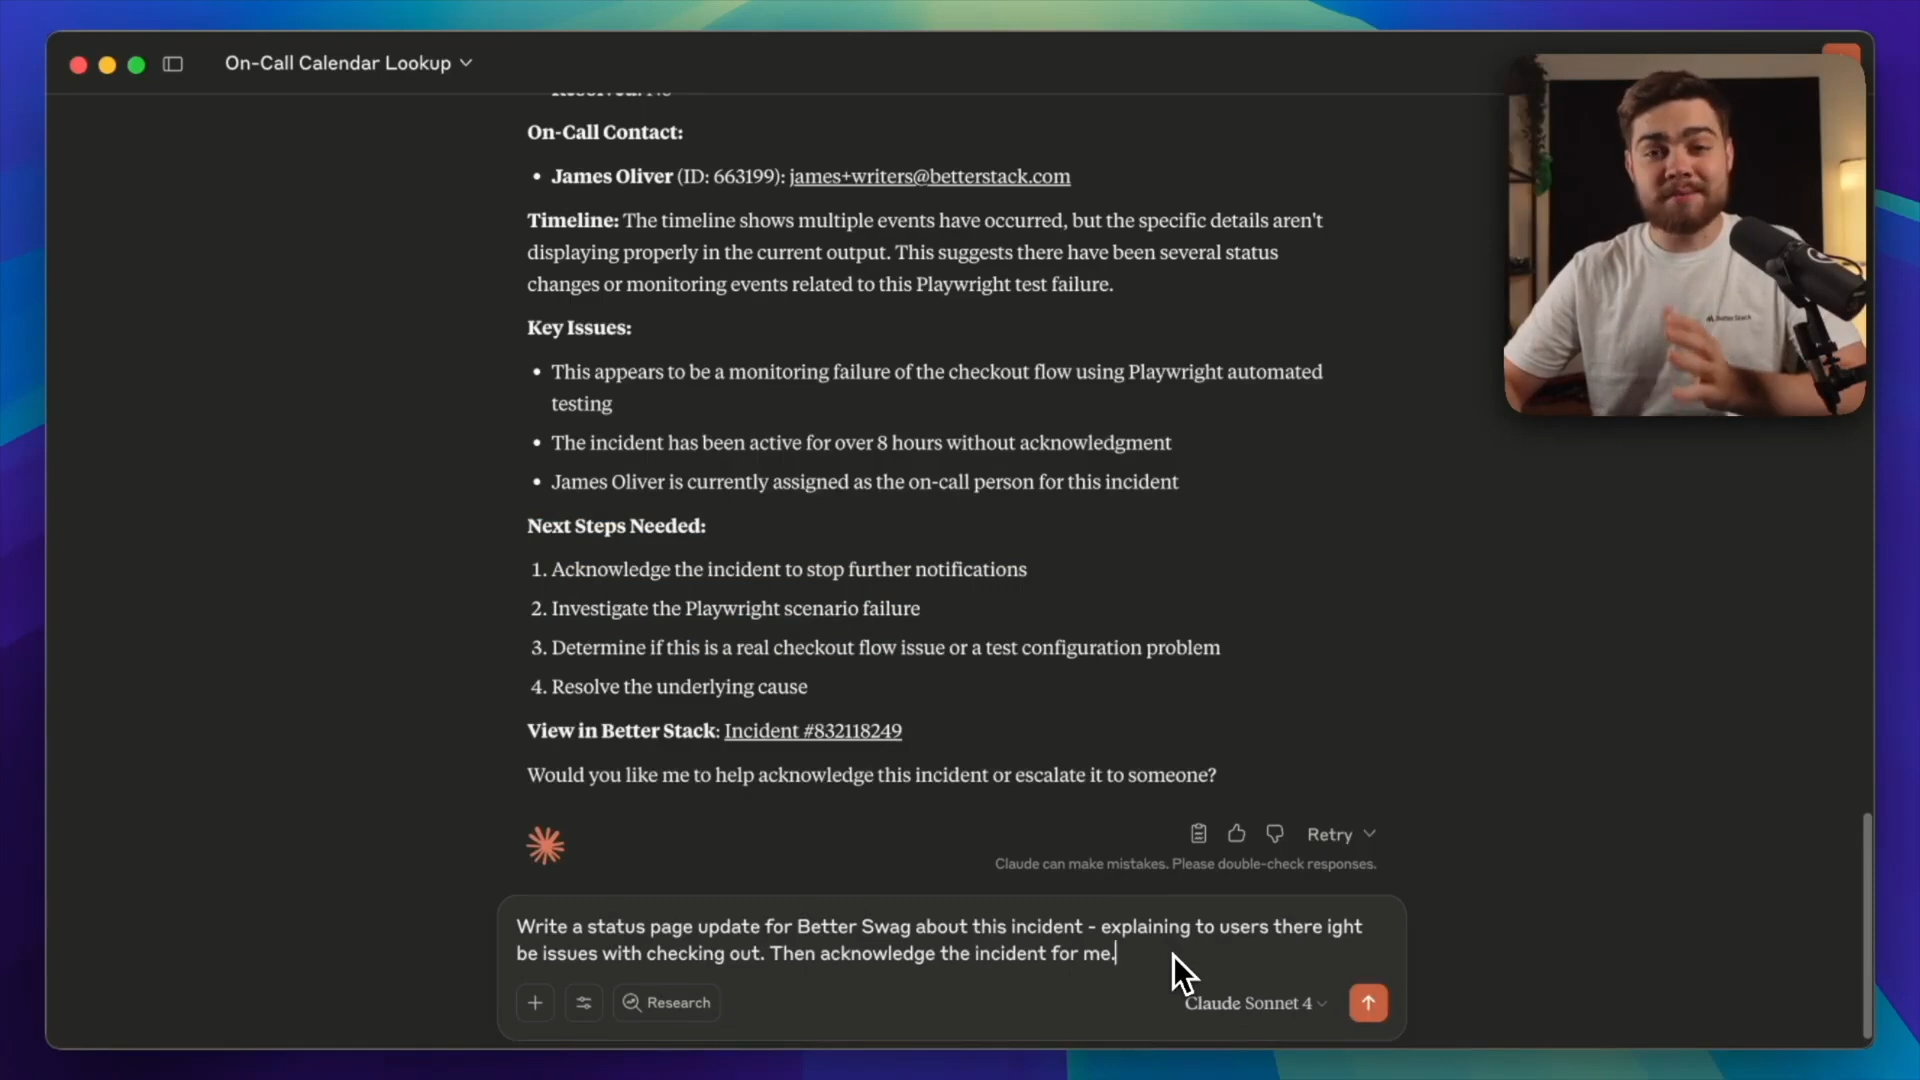 On-Call Calendar Lookup
On-Call Contact:
• James Oliver (ID: 663199): james+writers@betterstack.com
Timeline: The timeline shows multiple events have occurred, but the specific details aren't
displaying properly in the current output. This suggests there have been several status
changes or monitoring events related to this Playwright test failure.
Key Issues:
• This appears to be a monitoring failure of the checkout flow using Playwright automated
testing
• The incident has been active for over 8 hours without acknowledgment
• James Oliver is currently assigned as the on-call person for this incident
Next Steps Needed:
1. Acknowledge the incident to stop further notifications
2. Investigate the Playwright scenario failure
3. Determine if this is a real checkout flow issue or a test configuration problem
4. Resolve the underlying cause
View in Better Stack: Incident #832118249
Would you like me to help acknowledge this incident or escalate it to someone?
Retry
Claude can make mistakes. Please double-check responses.
Write a status page update for Better Swag about this incident - explaining to users there ight
be issues with checking out. Then acknowledge the incident for me.
Research
Claude Sonnet 4
Better Stack